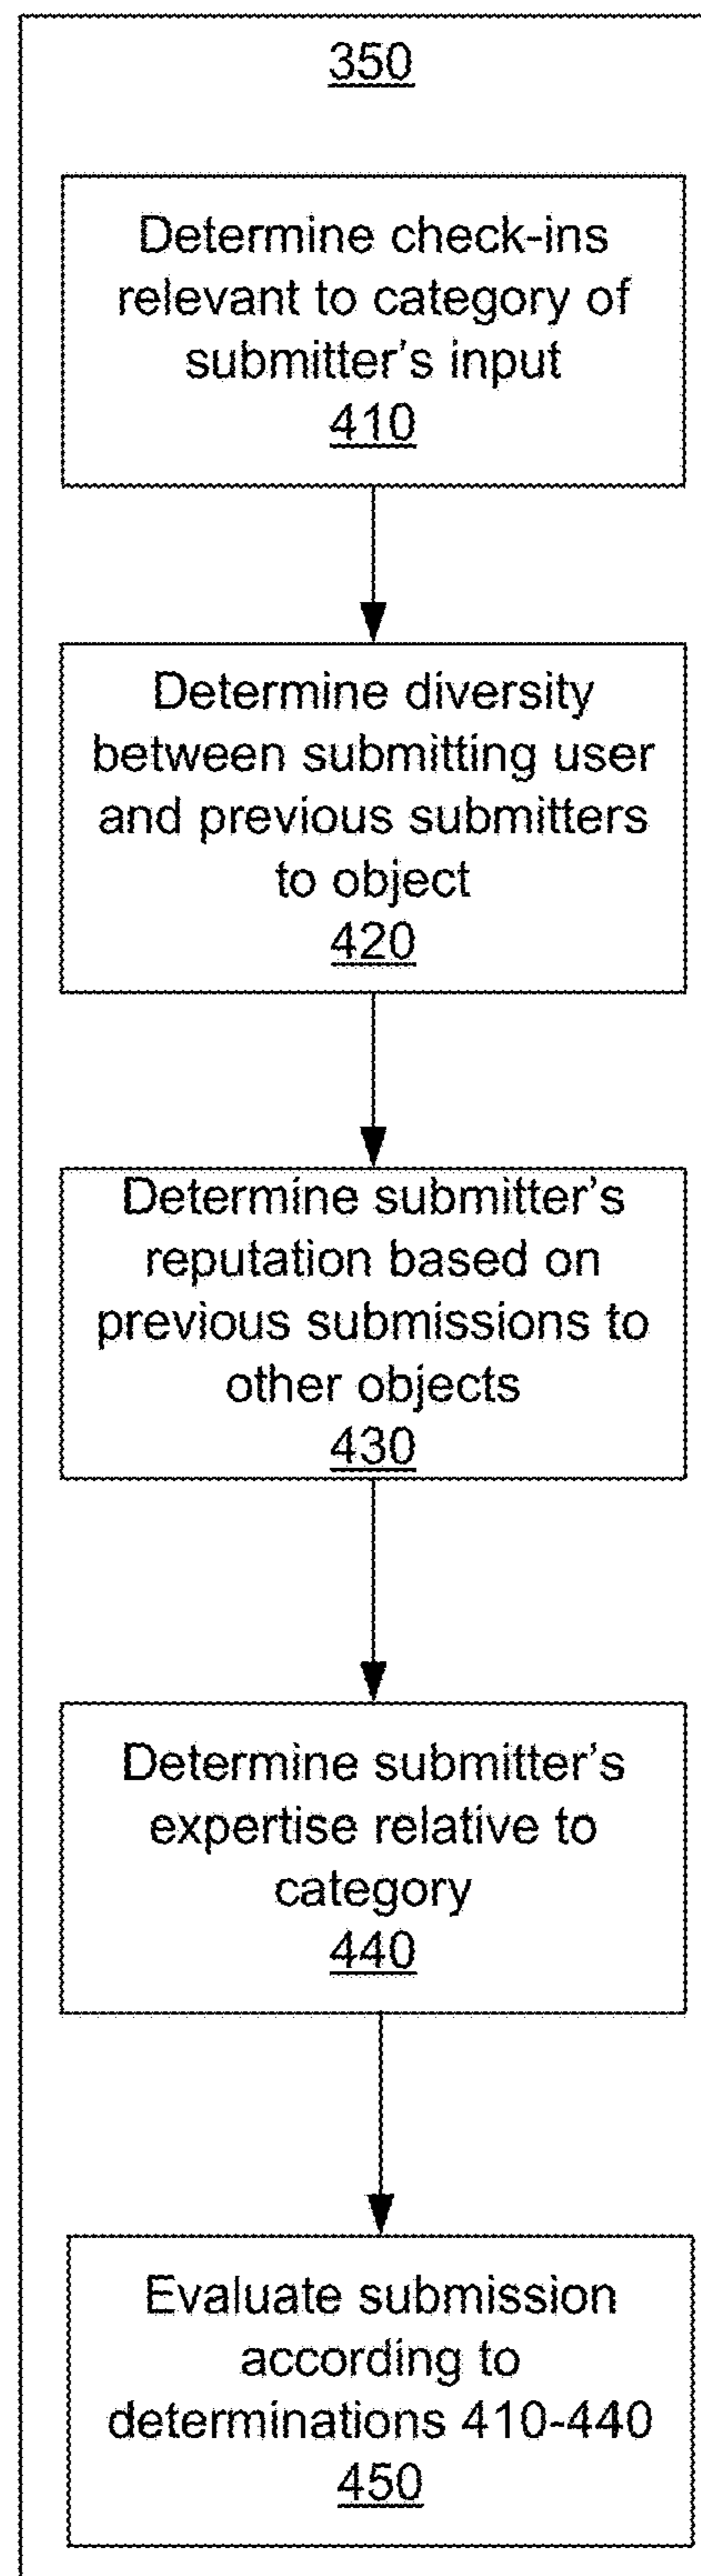 350
Determine check-ins
relevant to category of
submitter's input
410
Determine diversity
between submitting user
and previous submitters
to object
420
Determine submitter's
reputation based on
previous submissions to
other objects
430
Determine submitter's
expertise relative to
category
440
Evaluate submission
according to
determinations 410-440
450